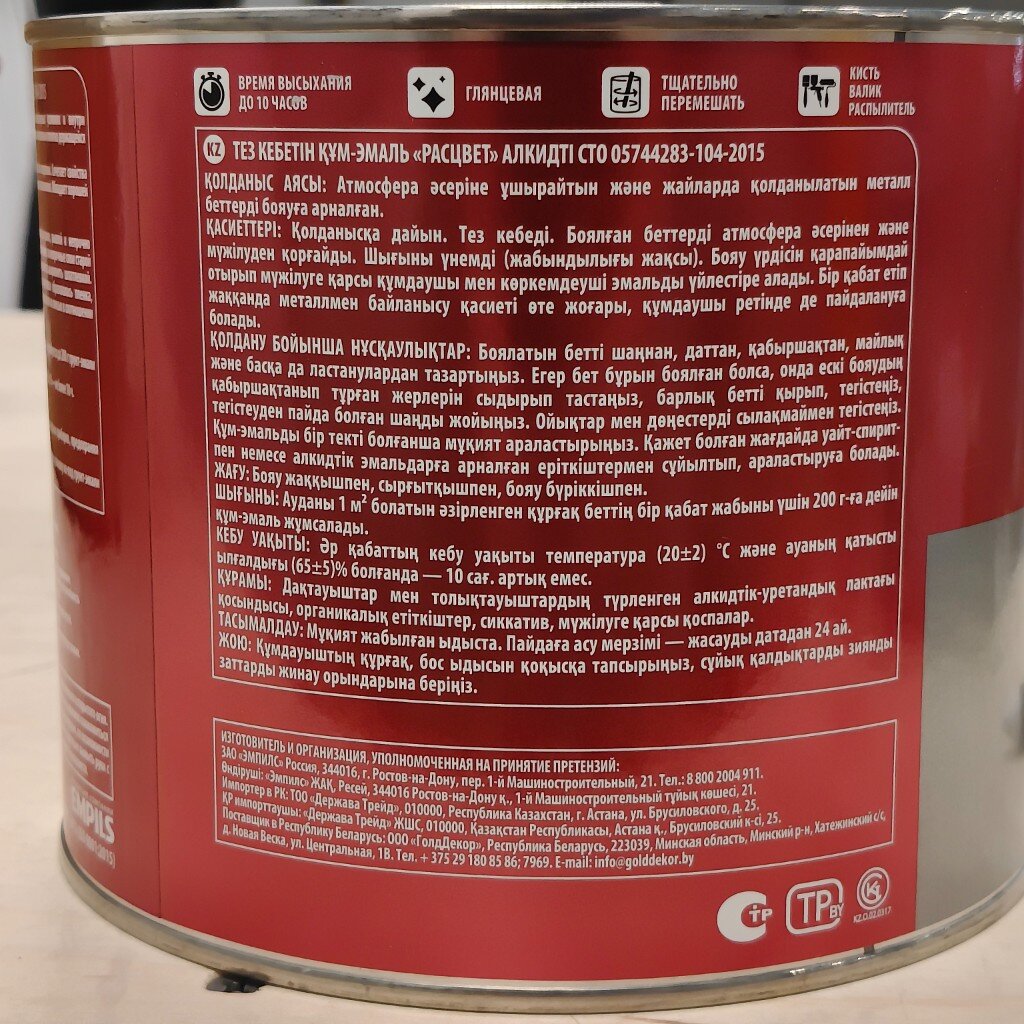 ВРЕМЯ ВЫСЫХАНИЯ
ДО 10 ЧАСОВ
ГЛЯНЦЕВАЯ
ТЩАТЕЛЬНО
ПЕРЕМЕШАТЬ
КИСТЬ
ВАЛИК
РАСПЫЛИТЕЛЬ
KZ ТЕЗ КЕБЕТІН ҚҰМ-ЭМАЛЬ «РАСЦВЕТ» АЛКИДТІ СТО 05744283-104-2015
ҚОЛДАНЫС АЯСЫ: Атмосфера әсеріне ұшырайтын және жайларда қолданылатын металл
беттерді бояуға арналған.
ҚАСИЕТТЕРІ: Қолданысқа дайын. Тез кебеді. Боялған беттерді атмосфера әсерінен және
мүжілуден қорғайды. Шығыны үнемді (жабындылығы жақсы). Бояу үрдісін қарапайымдай
отырып мүжілуге қарсы құмдаушы мен көркемдеуші эмальды үйлестіре алады. Бір қабат етіп
жаққанда металлмен байланысу қасиеті өте жоғары, құмдаушы ретінде де пайдалануға
болады.
ҚОЛДАНУ БОЙЫНША НҰСҚАУЛЫҚТАР: Боялатын бетті шаңнан, даттан, қабыршақтан, майлық
және басқа да ластанулардан тазартыңыз. Егер бет бұрын боялған болса, онда ескі бояудың
қабыршақтанып тұрған жерлерін сыдырып тастаңыз, барлық бетті қырып, тегістеңіз,
тегістеуден пайда болған шаңды жойыңыз. Ойықтар мен дөңестерді сылақмаймен тегістеңіз.
Құм-эмальды бір текті болғанша мұқият араластырыңыз. Қажет болған жағдайда уайт-спирит-
пен немесе алкидтік эмальдарға арналған еріткіштермен сұйылтып, араластыруға болады.
ЖАҒУ: Бояу жаққышпен, сырғытқышпен, бояу бүріккішпен.
ШЫҒЫНЫ: Ауданы 1 м² болатын әзірленген құрғақ беттің бір қабат жабыны үшін 200 г-ға дейін
құм-эмаль жұмсалады.
КЕБУ УАҚЫТЫ: Әр қабаттың кебу уақыты температура (20±2) °С және ауаның қатысты
ылғалдығы (65±5)% болғанда — 10 сағ. артық емес.
ҚҰРАМЫ: Дақтауыштар мен толықтауыштардың түрленген алкидтік-уретандық лактағы
қосындысы, органикалық етіткіштер, сиккатив, мүжілуге қарсы қоспалар.
ТАСЫМАЛДАУ: Мұқият жабылған ыдыста. Пайдаға асу мерзімі — жасауды датадан 24 ай.
ЖОЮ: Құмдауыштың құрғақ, бос ыдысын қоқысқа тапсырыңыз, сұйық қалдықтарды зиянды
заттарды жинау орындарына беріңіз.
ИЗГОТОВИТЕЛЬ И ОРГАНИЗАЦИЯ, УПОЛНОМОЧЕННАЯ НА ПРИНЯТИЕ ПРЕТЕНЗИЙ:
ЗАО «ЭМПИЛС» Россия, 344016, г. Ростов-на-Дону, пер. 1-й Машиностроительный, 21. Тел.: 8 800 2004 911.
Өндіруші: «Эмпилс» ЖАҚ, Ресей, 344016 Ростов-на-Дону қ., 1-й Машиностроительный тұйық көшесі, 21.
Импортер в РК: ТОО «Держава Трейд», 010000, Республика Казахстан, г. Астана, ул. Брусиловского, д. 25.
ҚР импорттаушы: «Держава Трейд» ЖШС, 010000, Қазақстан Республикасы, Астана қ., Брусиловский к-сі, 25.
Поставщик в Республику Беларусь: ООО «ГолдДекор», Республика Беларусь, 223039, Минская область, Минский р-н, Хатежинский с/с,
д. Новая Веска, ул. Центральная, 1В. Тел. + 375 29 180 85 86; 7969. E-mail: info@golddekor.by
EMPILS
СТР
ТР BY
KZ.О.02.0317